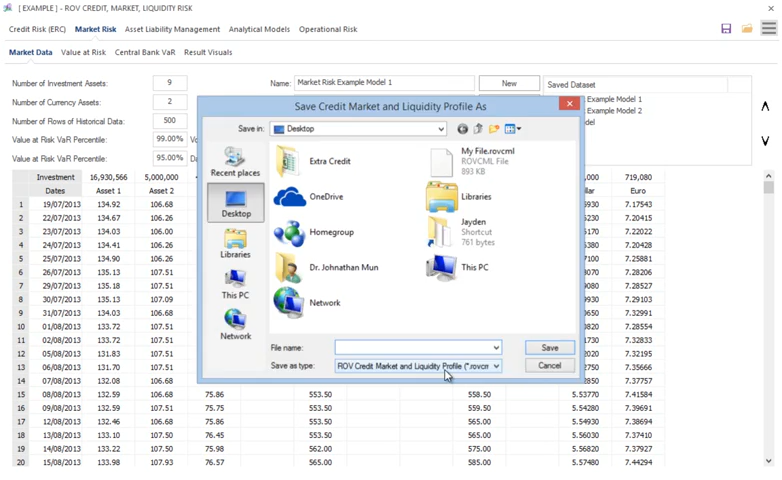 [ EXAMPLE ] - ROV CREDIT, MARKET, LIQUIDITY RISK
Credit Risk (ERC) Market Risk Asset Liability Management Analytical Models Operational Risk
Market Data Value at Risk Central Bank VaR Result Visuals
Number of Investment Assets: 9 Name: Market Risk Example Model 1 New Saved Dataset
Number of Currency Assets: 2
Number of Rows of Historical Data: 500
Value at Risk VaR Percentile: 99.00%
Value at Risk VaR Percentile: 95.00%
Example Model 1
Example Model 2
Save Credit Market and Liquidity Profile As
Save in: Desktop
Recent places
Desktop
Libraries
This PC
Network
Extra Credit
OneDrive
Homegroup
Dr. Johnathan Mun
Network
My File.rovcml
ROVCML File
893 KB
Libraries
Jayden
Shortcut
761 bytes
This PC
File name: Save
Save as type: ROV Credit Market and Liquidity Profile (*.rovcm Cancel
Investment 16,930,566 5,000,000 719,080
Dates Asset 1 Asset 2 Euro
1 19/07/2013 134.92 106.68 7.17543
2 22/07/2013 134.67 106.26 7.20415
3 23/07/2013 134.03 106.00 7.22022
4 24/07/2013 134.41 106.26 7.20428
5 25/07/2013 134.90 106.26 7.25881
6 26/07/2013 135.13 107.51 7.28206
7 29/07/2013 135.18 107.51 7.28527
8 30/07/2013 135.13 107.09 7.29103
9 31/07/2013 134.03 106.68 7.32991
10 01/08/2013 133.72 107.51 7.28554
11 02/08/2013 133.72 107.51 7.32833
12 05/08/2013 131.83 107.51 7.32195
13 06/08/2013 131.70 107.51 7.35666
14 07/08/2013 132.08 106.68 7.37757
15 08/08/2013 132.59 106.68 75.86 553.50 558.50 5.53770 7.41584
16 09/08/2013 132.59 107.51 75.75 553.50 559.50 5.54280 7.39691
17 12/08/2013 132.46 106.68 75.86 553.50 565.00 5.54930 7.38694
18 13/08/2013 133.10 107.50 76.45 553.50 565.00 5.56030 7.37410
19 14/08/2013 133.22 107.50 75.98 562.00 575.00 5.56820 7.37927
20 15/08/2013 133.98 107.93 76.57 565.00 585.00 5.57480 7.44294